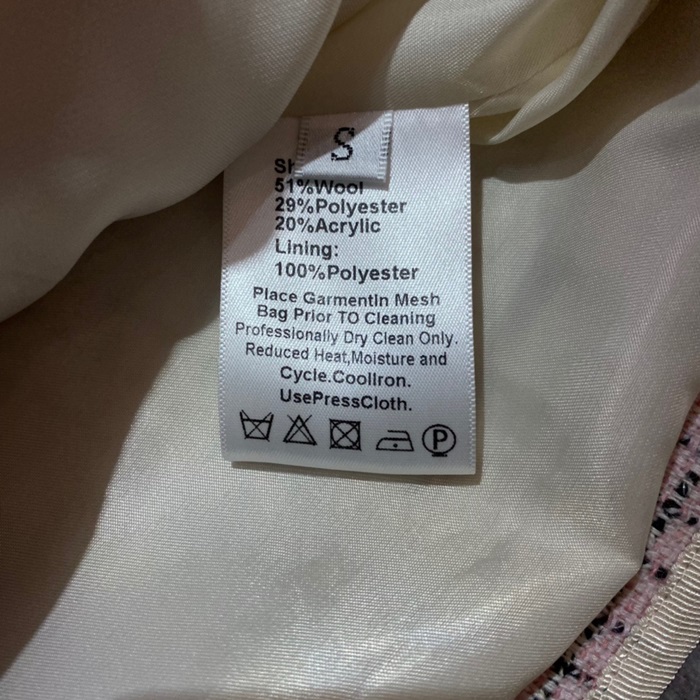 S
51%Wool
29%Polyester
20%Acrylic
Lining:
100%Polyester
Place GarmentIn Mesh
Bag Prior TO Cleaning
Professionally Dry Clean Only.
Reduced Heat,Moisture and
Cycle.CoolIron.
UsePressCloth.
P